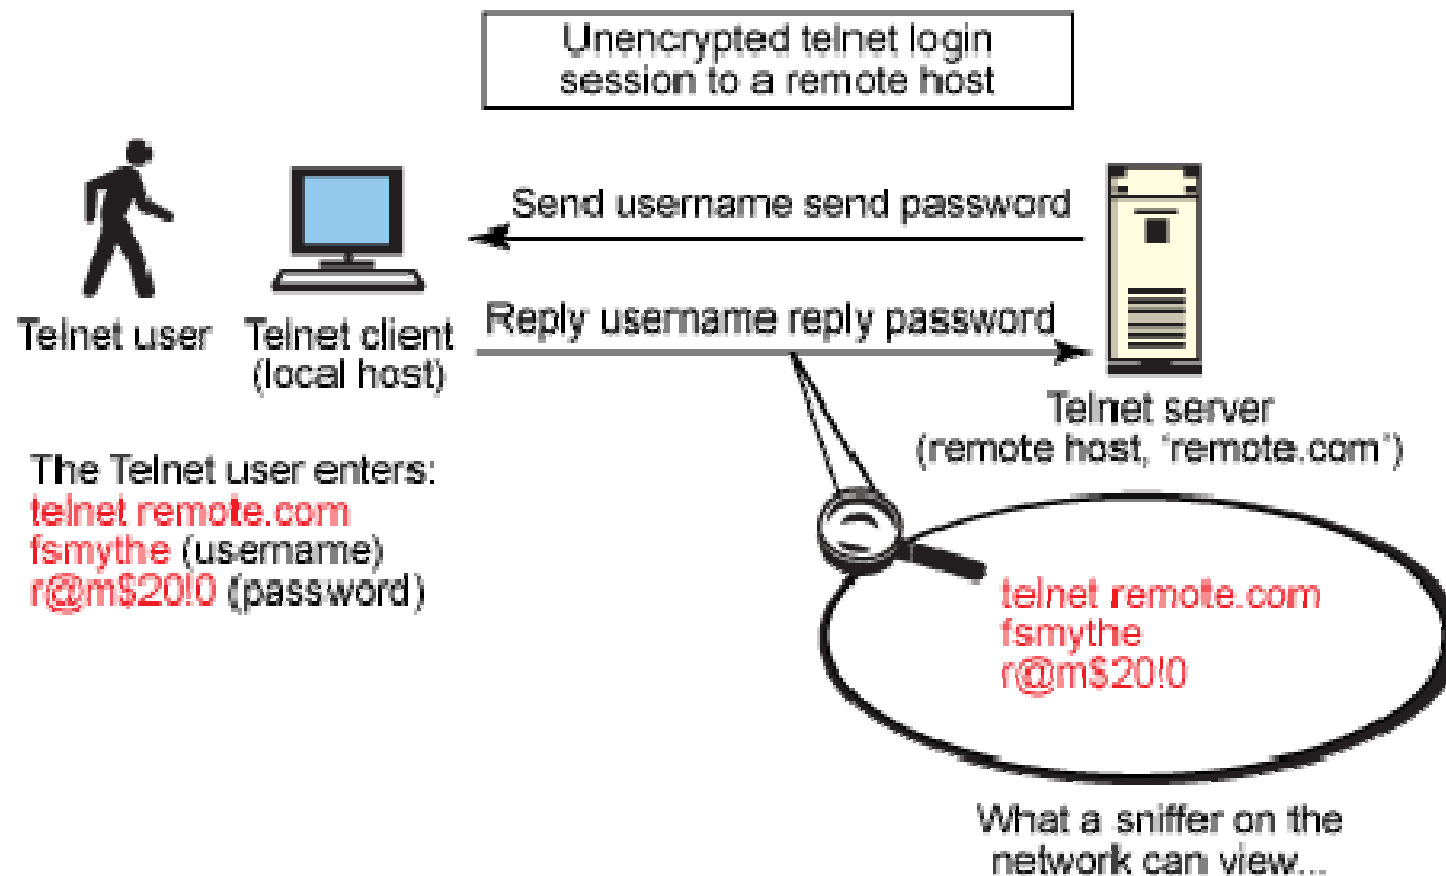 Unencrypted telnet login
session to a remote host
Send username send password
Reply username reply password
Telnet user
Telnet client
(local host)
Telnet server
(remote host, ‘remote.com’)
The Telnet user enters:
telnet remote.com
fsmythe (username)
r@m$20!0 (password)
telnet remote.com
fsmythe
r@m$20!0
What a sniffer on the
network can view...